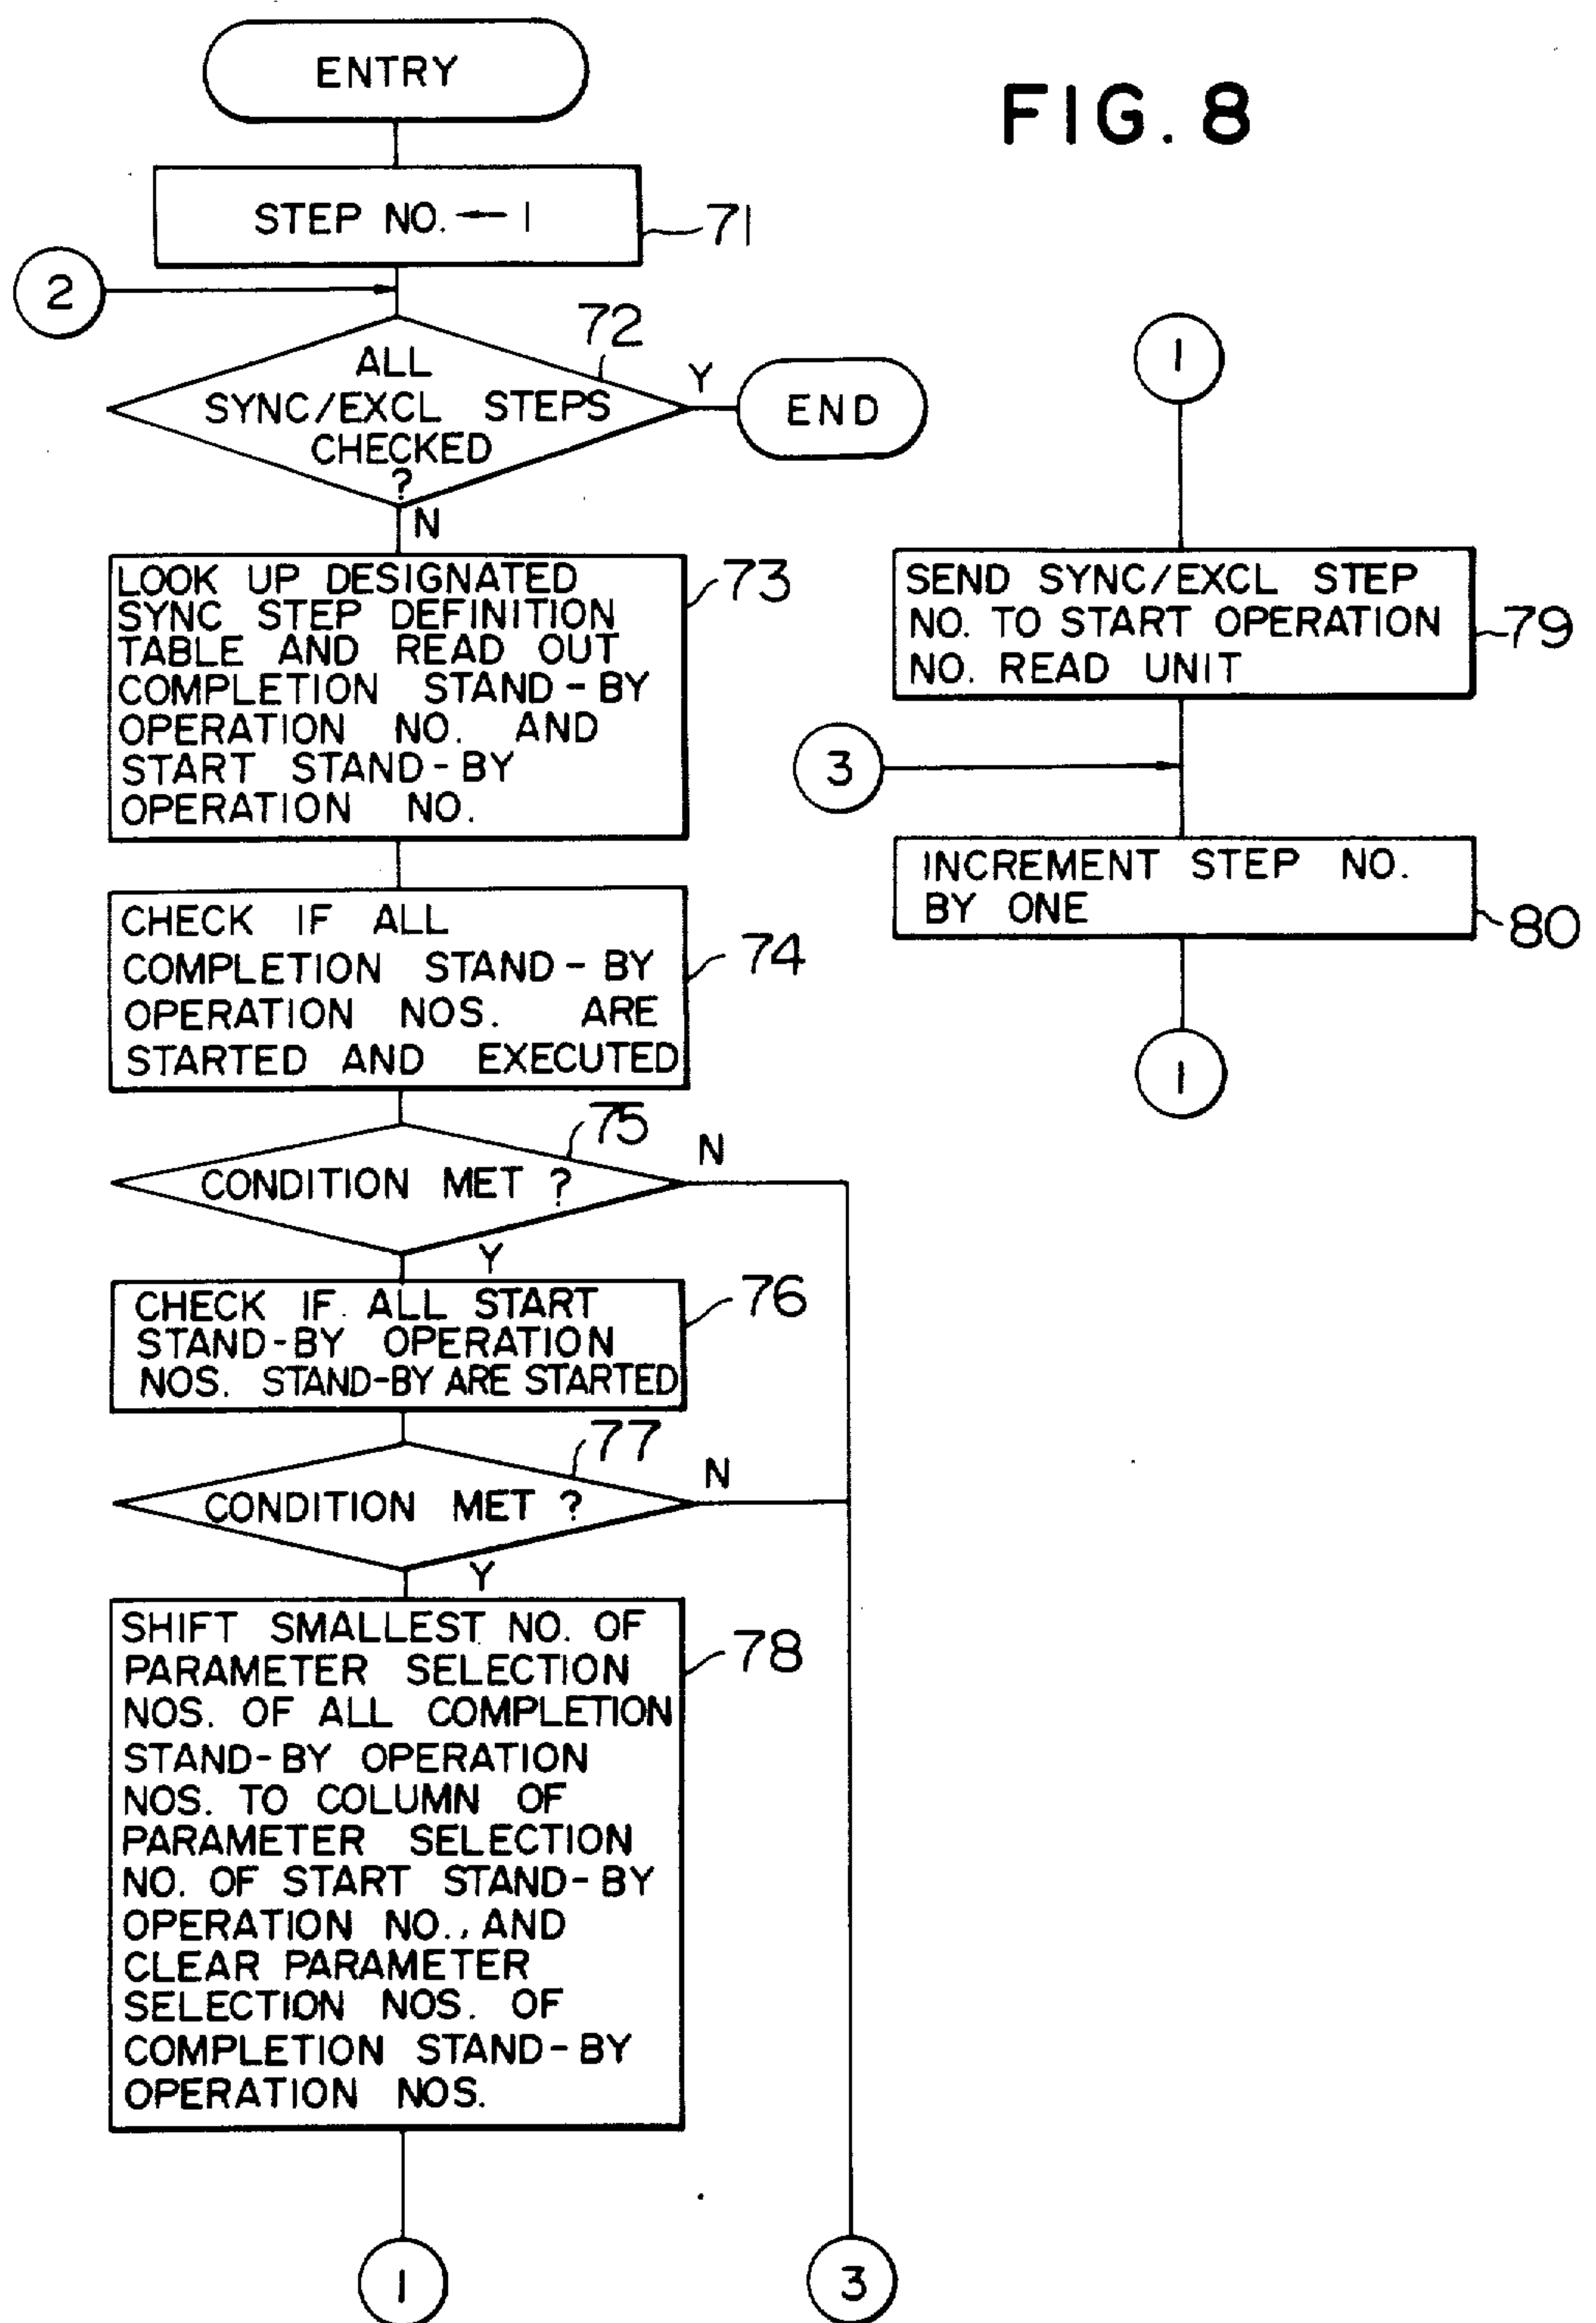 FIG. 8
ENTRY
STEP NO. ← 1
71
2
72
ALL
SYNC/EXCL STEPS
CHECKED
?
Y
END
N
LOOK UP DESIGNATED
SYNC STEP DEFINITION
TABLE AND READ OUT
COMPLETION STAND-BY
OPERATION NO. AND
START STAND-BY
OPERATION NO.
73
CHECK IF ALL
COMPLETION STAND-BY
OPERATION NOS. ARE
STARTED AND EXECUTED
74
75
CONDITION MET ?
N
Y
CHECK IF ALL START
STAND-BY OPERATION
NOS. STAND-BY ARE STARTED
76
77
CONDITION MET ?
N
Y
SHIFT SMALLEST NO. OF
PARAMETER SELECTION
NOS. OF ALL COMPLETION
STAND-BY OPERATION
NOS. TO COLUMN OF
PARAMETER SELECTION
NO. OF START STAND-BY
OPERATION NO., AND
CLEAR PARAMETER
SELECTION NOS. OF
COMPLETION STAND-BY
OPERATION NOS.
78
1
3
1
SEND SYNC/EXCL STEP
NO. TO START OPERATION
NO. READ UNIT
79
3
INCREMENT STEP NO.
BY ONE
80
1